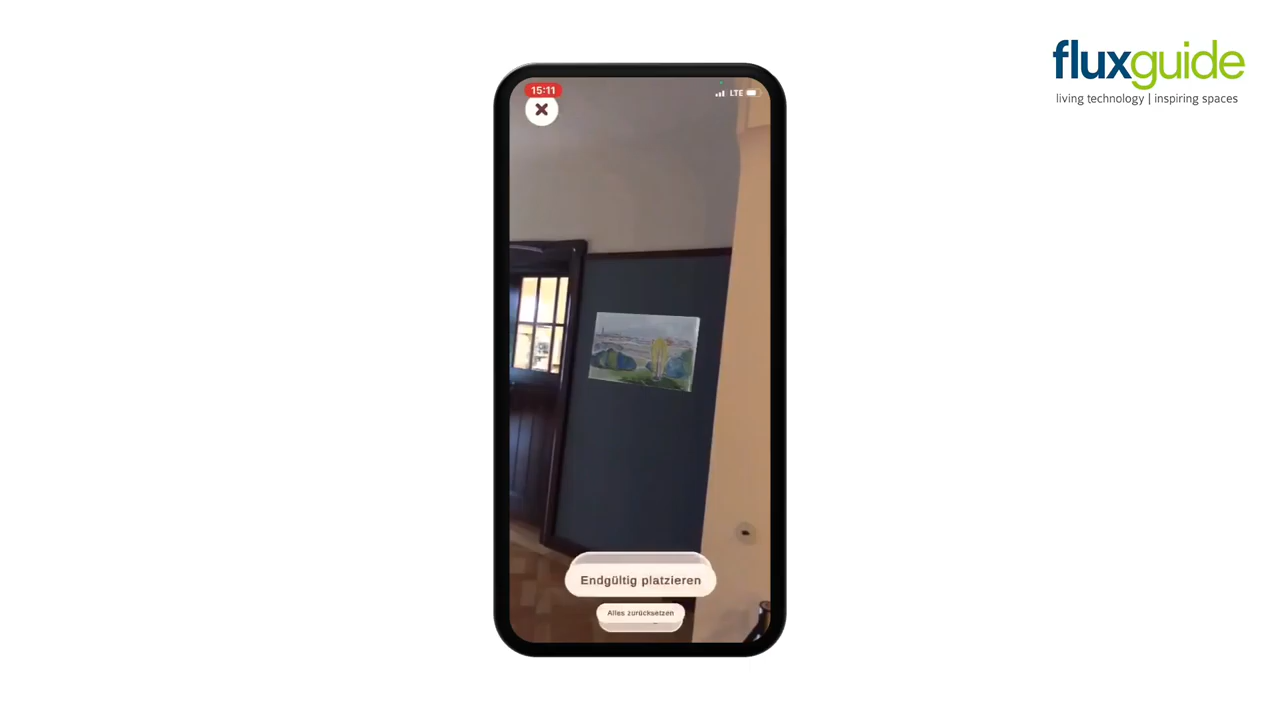 fluxguide
living technology | inspiring spaces
15:11
LTE
Endgültig platzieren
Alles zurücksetzen